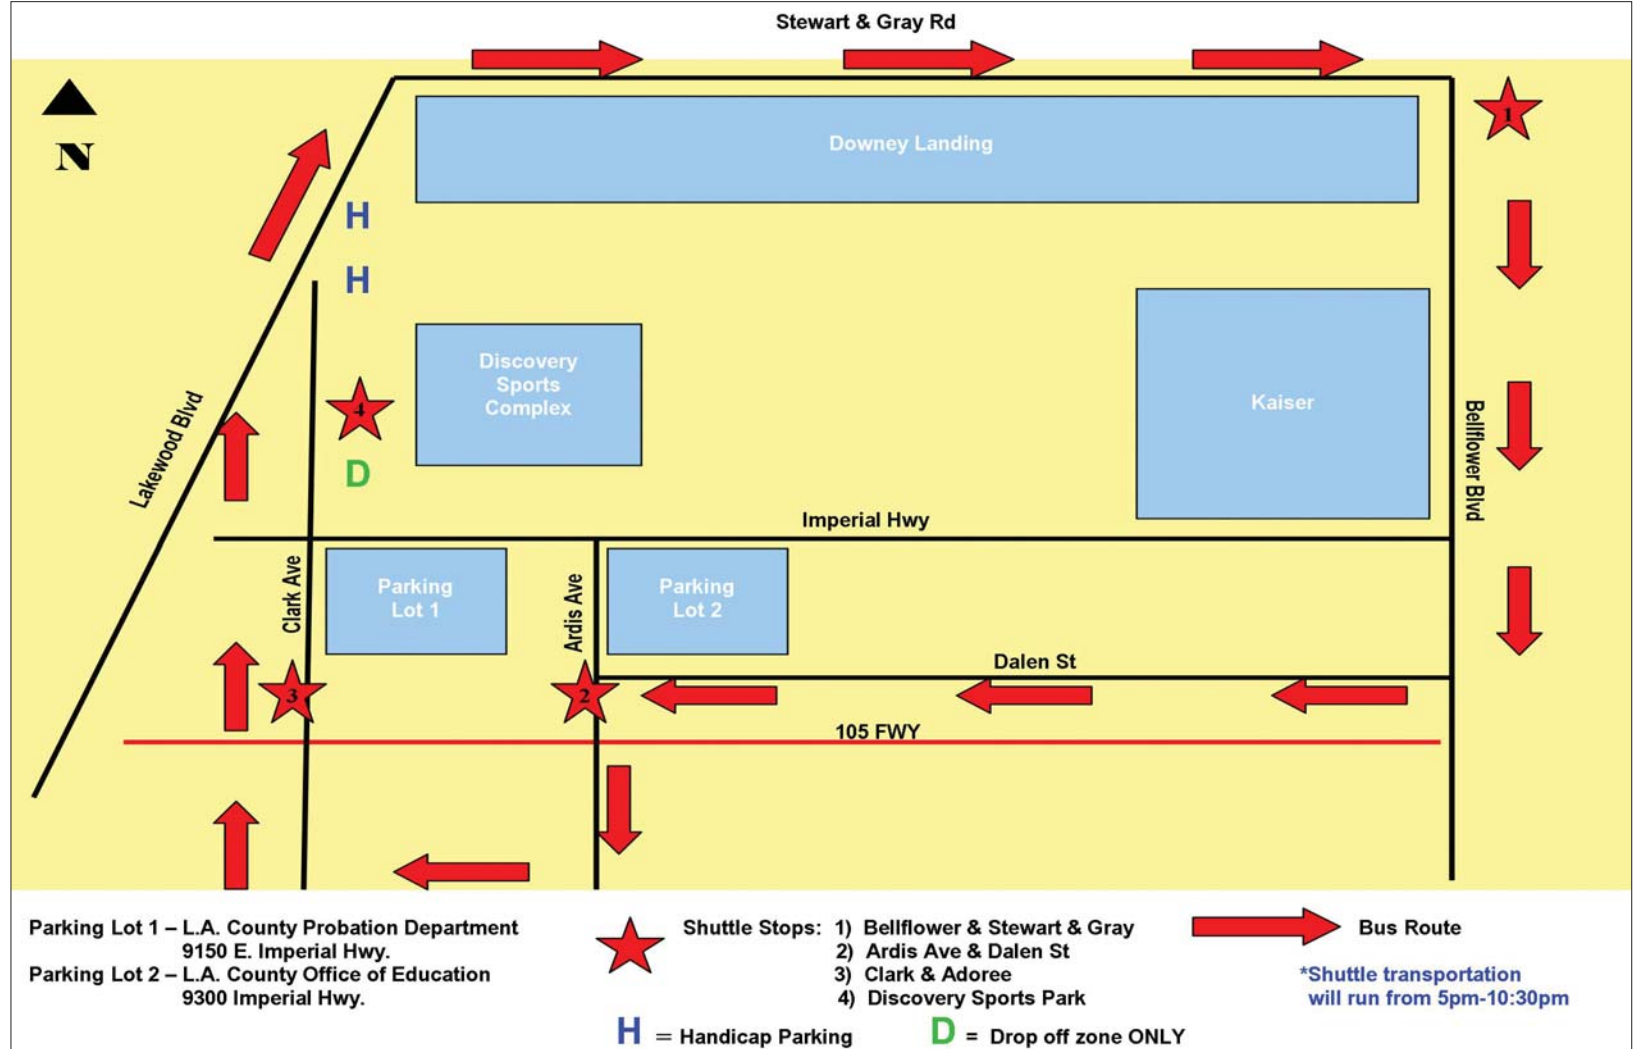 Stewart & Gray Rd
N
1
Downey Landing
H
H
Lakewood Blvd
Discovery
Sports
Complex
4
D
Kaiser
Bellflower Blvd
Imperial Hwy
Clark Ave
Parking
Lot 1
Ardis Ave
Parking
Lot 2
Dalen St
3
2
105 FWY
Parking Lot 1 – L.A. County Probation Department
9150 E. Imperial Hwy.
Parking Lot 2 – L.A. County Office of Education
9300 Imperial Hwy.
Shuttle Stops: 1) Bellflower & Stewart & Gray
2) Ardis Ave & Dalen St
3) Clark & Adoree
4) Discovery Sports Park
Bus Route
*Shuttle transportation
will run from 5pm-10:30pm
H = Handicap Parking
D = Drop off zone ONLY